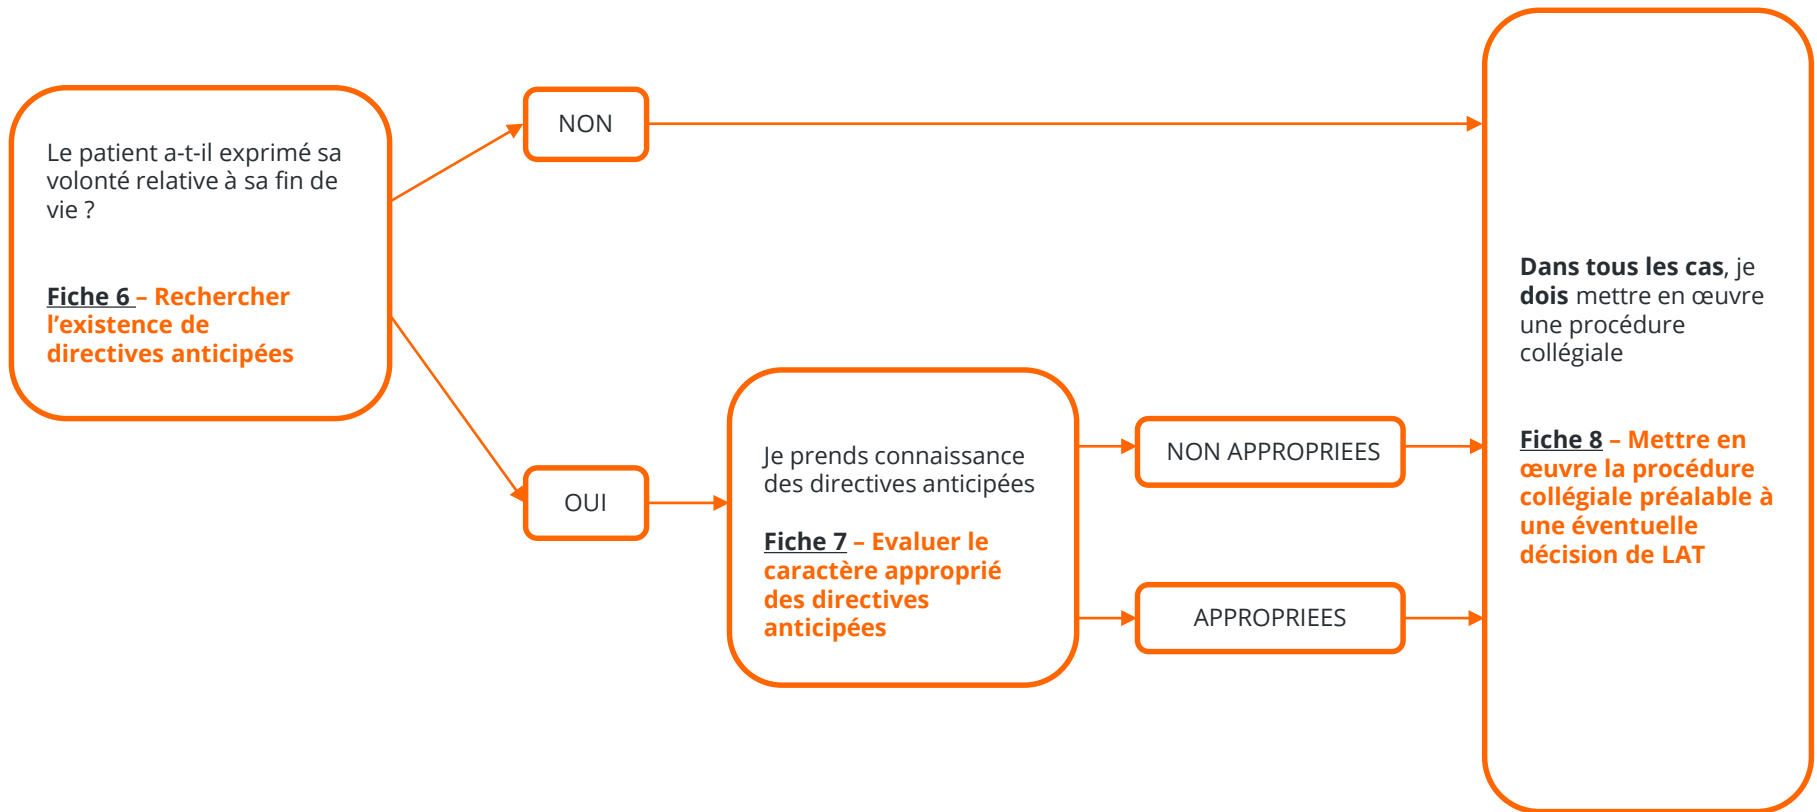 Le patient a-t-il exprimé sa
volonté relative à sa fin de
vie ?
Fiche 6 – Rechercher
l’existence de
directives anticipées
NON
OUI
Je prends connaissance
des directives anticipées
Fiche 7 – Evaluer le
caractère approprié
des directives
anticipées
NON APPROPRIEES
APPROPRIEES
Dans tous les cas, je
dois mettre en œuvre
une procédure
collégiale
Fiche 8 – Mettre en
œuvre la procédure
collégiale préalable à
une éventuelle
décision de LAT